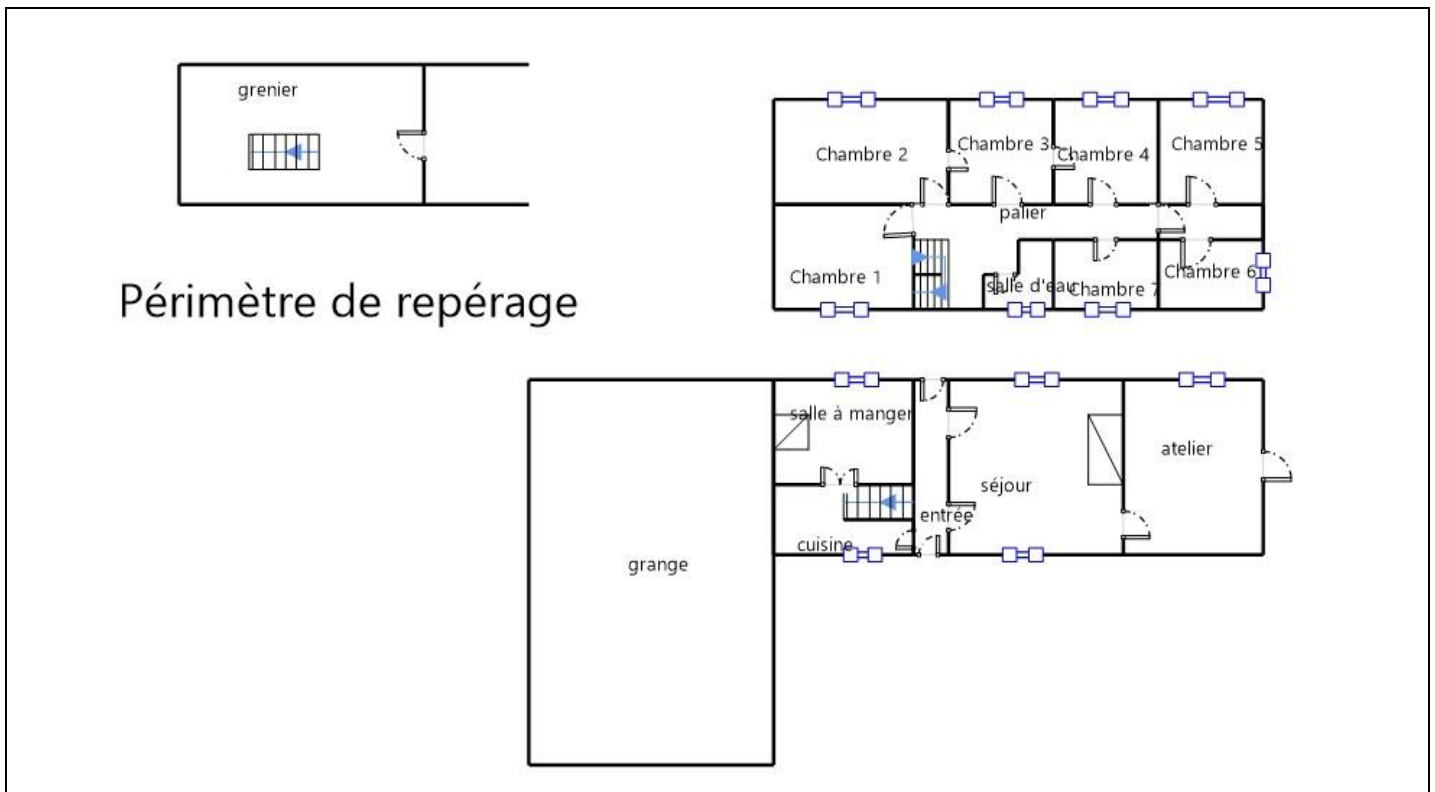 grenier
Chambre 2
Chambre 3
Chambre 4
Chambre 5
palier
Chambre 1
salle d'eau
Chambre 7
Chambre 6
Périmètre de repérage
salle à manger
atelier
séjour
entrée
cuisine
grange